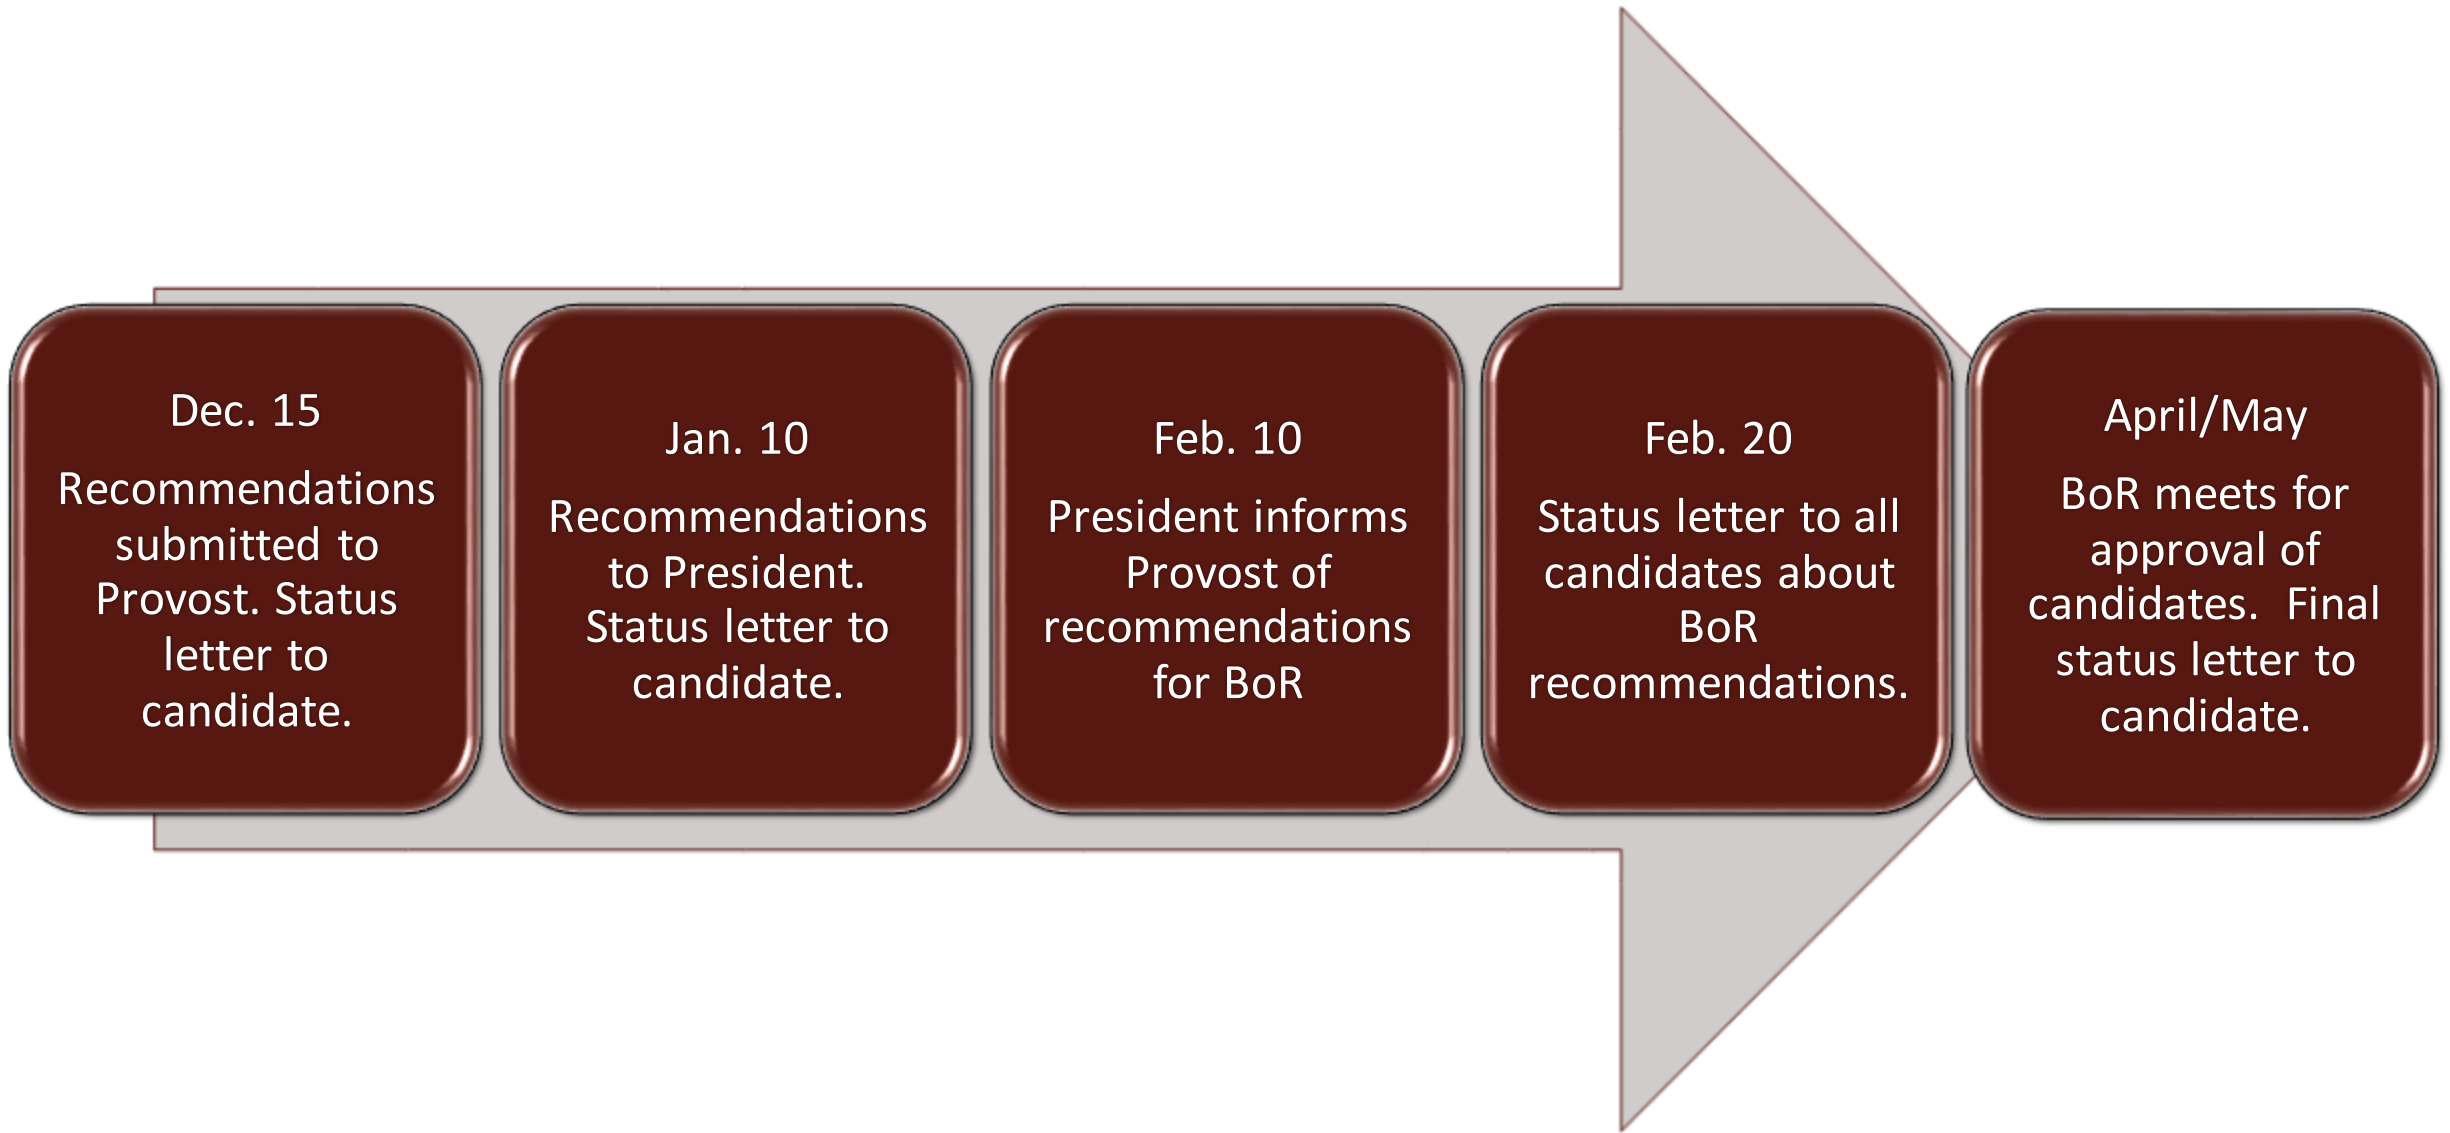 Dec. 15
Recommendations
submitted to
Provost. Status
letter to
candidate.
Jan. 10
Recommendations
to President.
Status letter to
candidate.
Feb. 10
President informs
Provost of
recommendations
for BoR
Feb. 20
Status letter to all
candidates about
BoR
recommendations.
April/May
BoR meets for
approval of
candidates.  Final
status letter to
candidate.